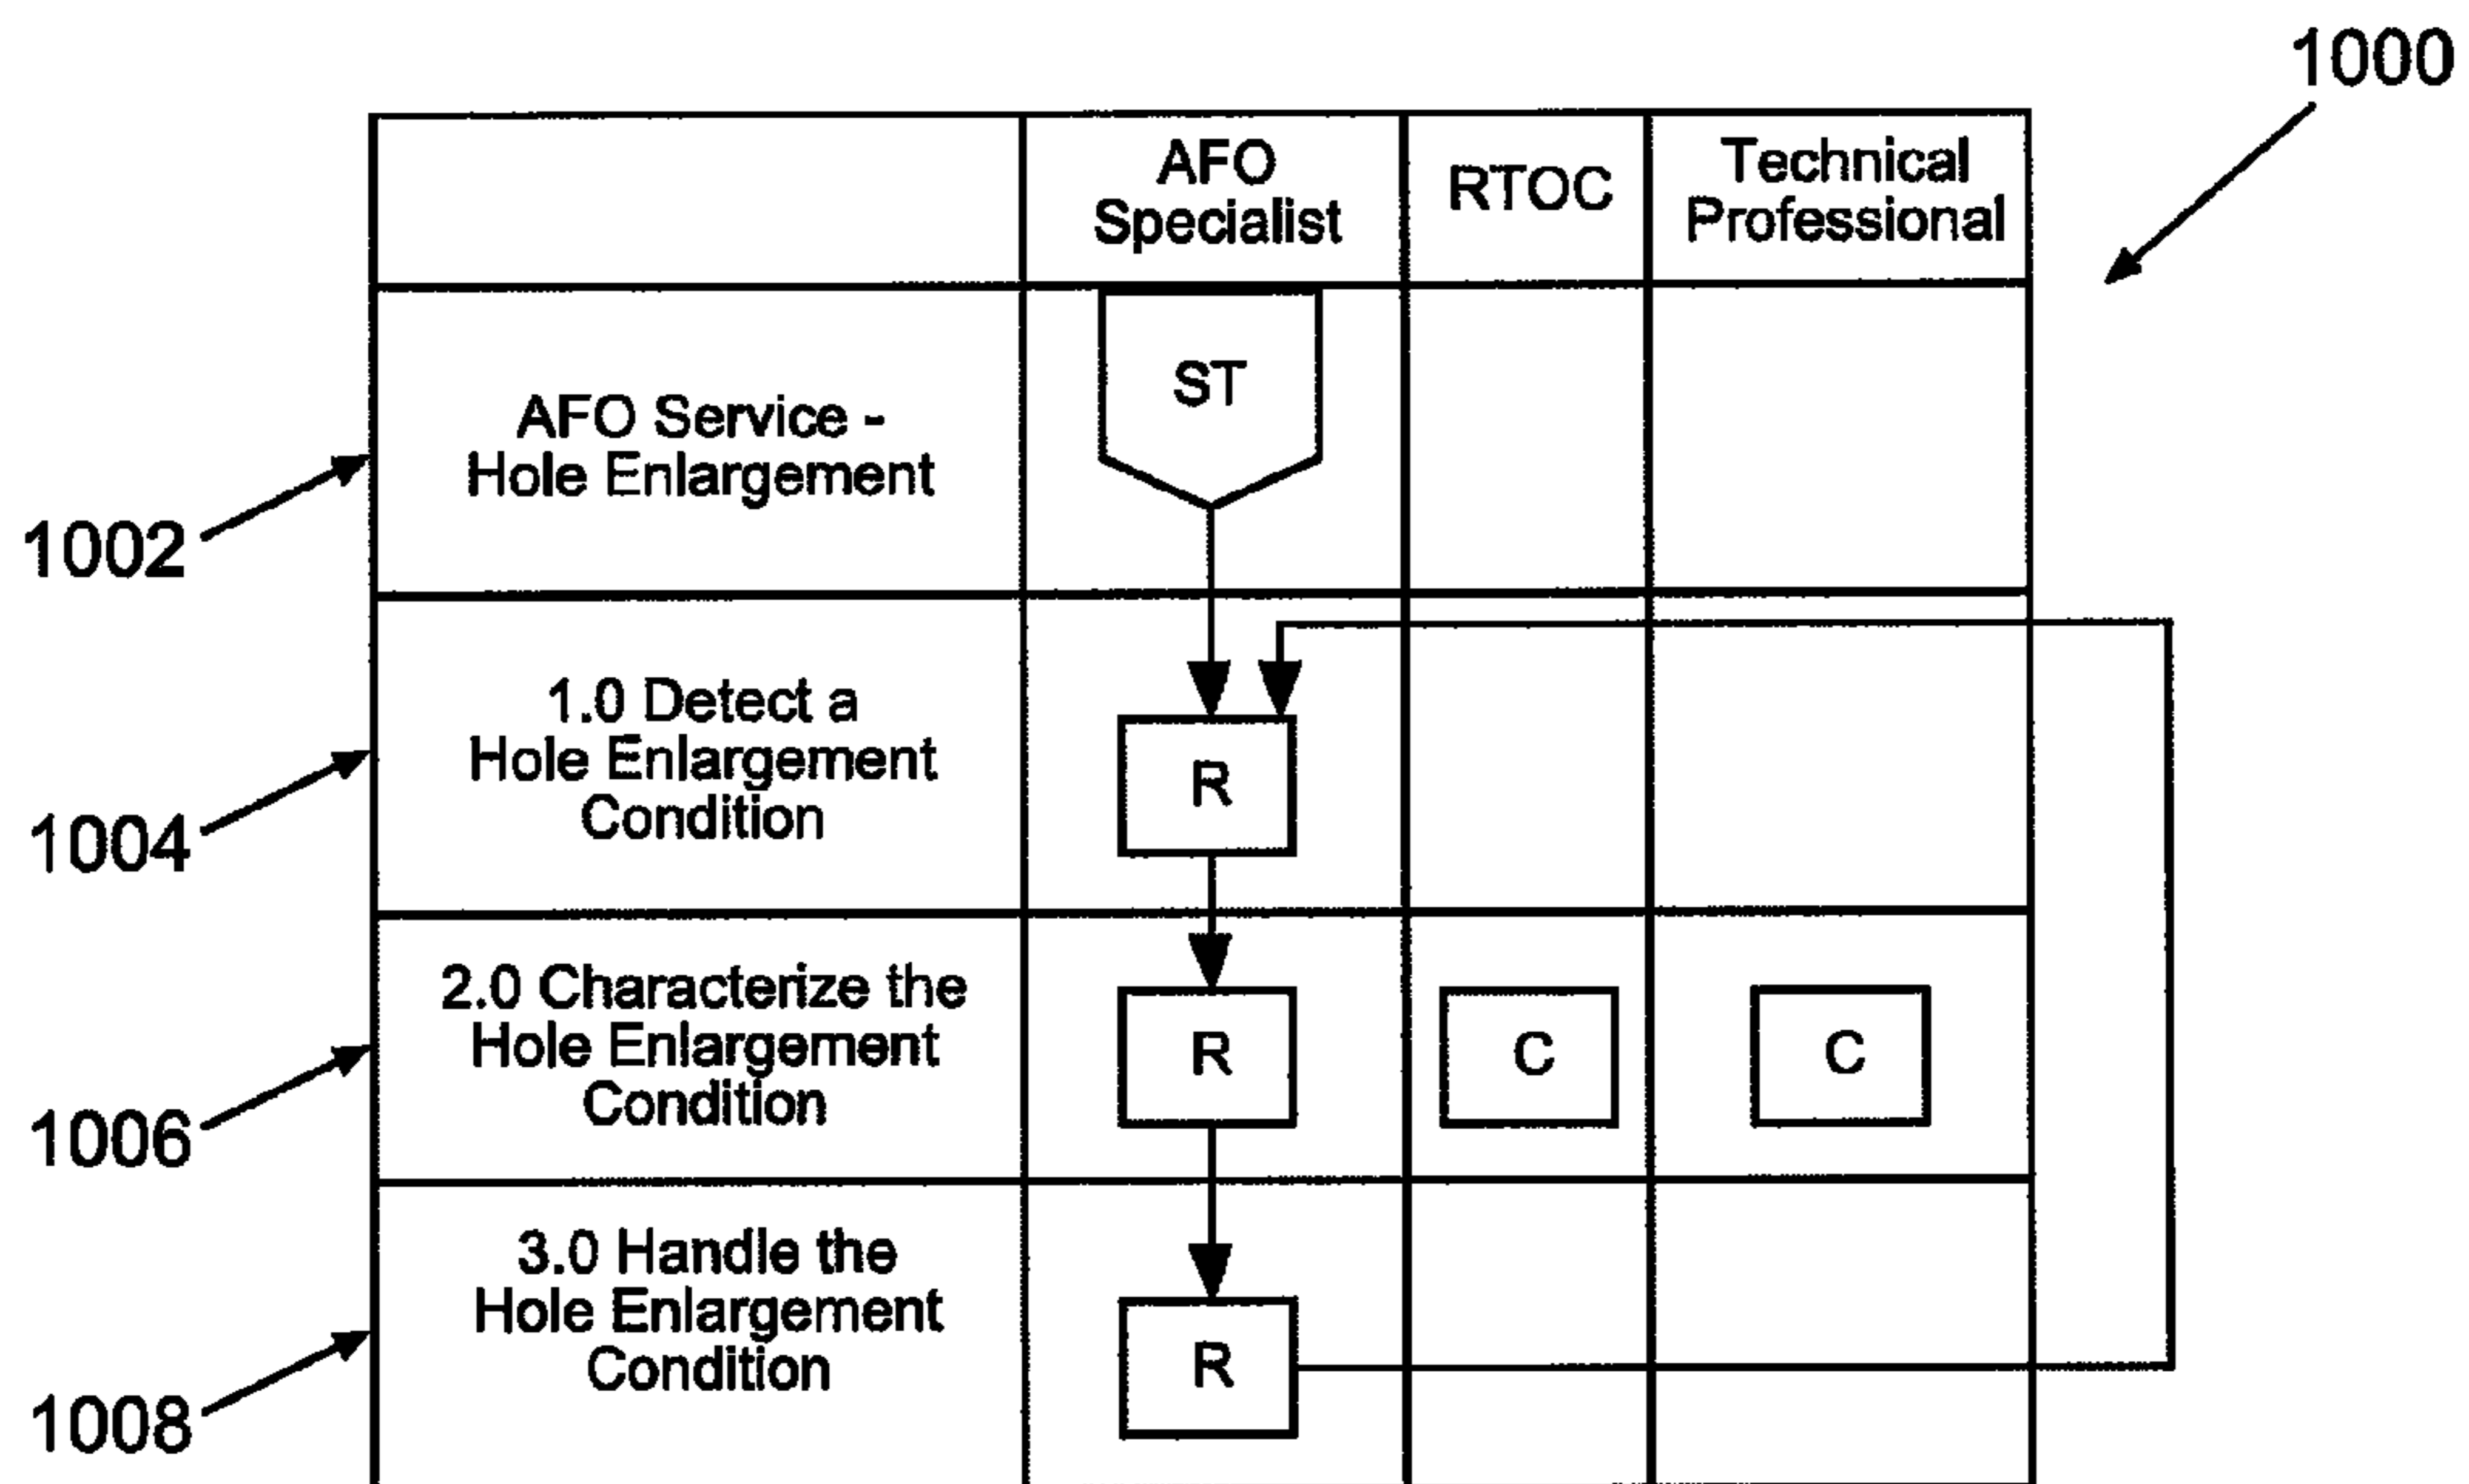 1000
AFO
Specialist
RTOC
Technical
Professional
AFO Service -
Hole Enlargement
ST
1002
1.0 Detect a
Hole Enlargement
Condition
R
1004
2.0 Characterize the
Hole Enlargement
Condition
R
C
C
1006
3.0 Handle the
Hole Enlargement
Condition
R
1008